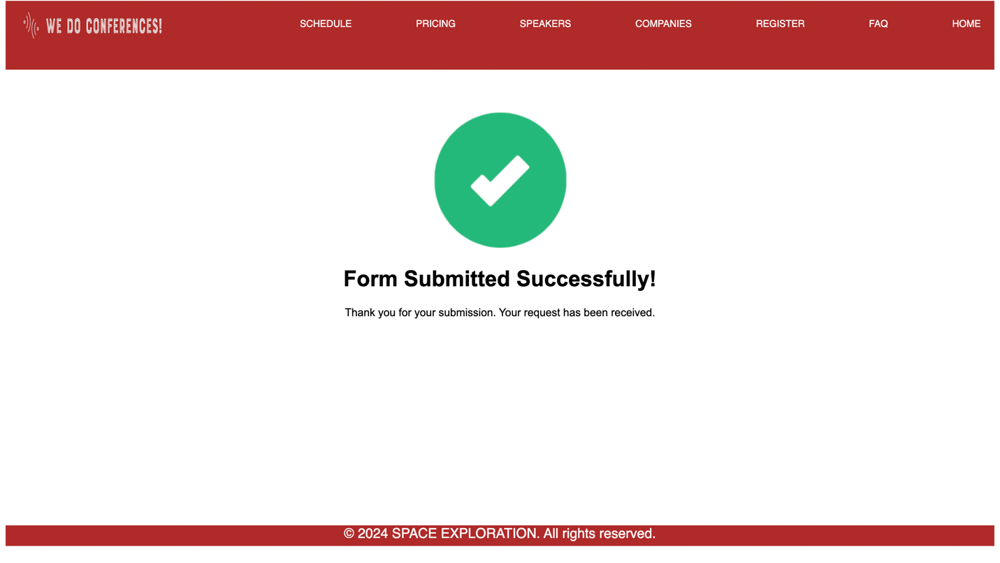 WE DO CONFERENCES!
SCHEDULE PRICING SPEAKERS COMPANIES REGISTER FAQ HOME
Form Submitted Successfully!
Thank you for your submission. Your request has been received.
© 2024 SPACE EXPLORATION. All rights reserved.